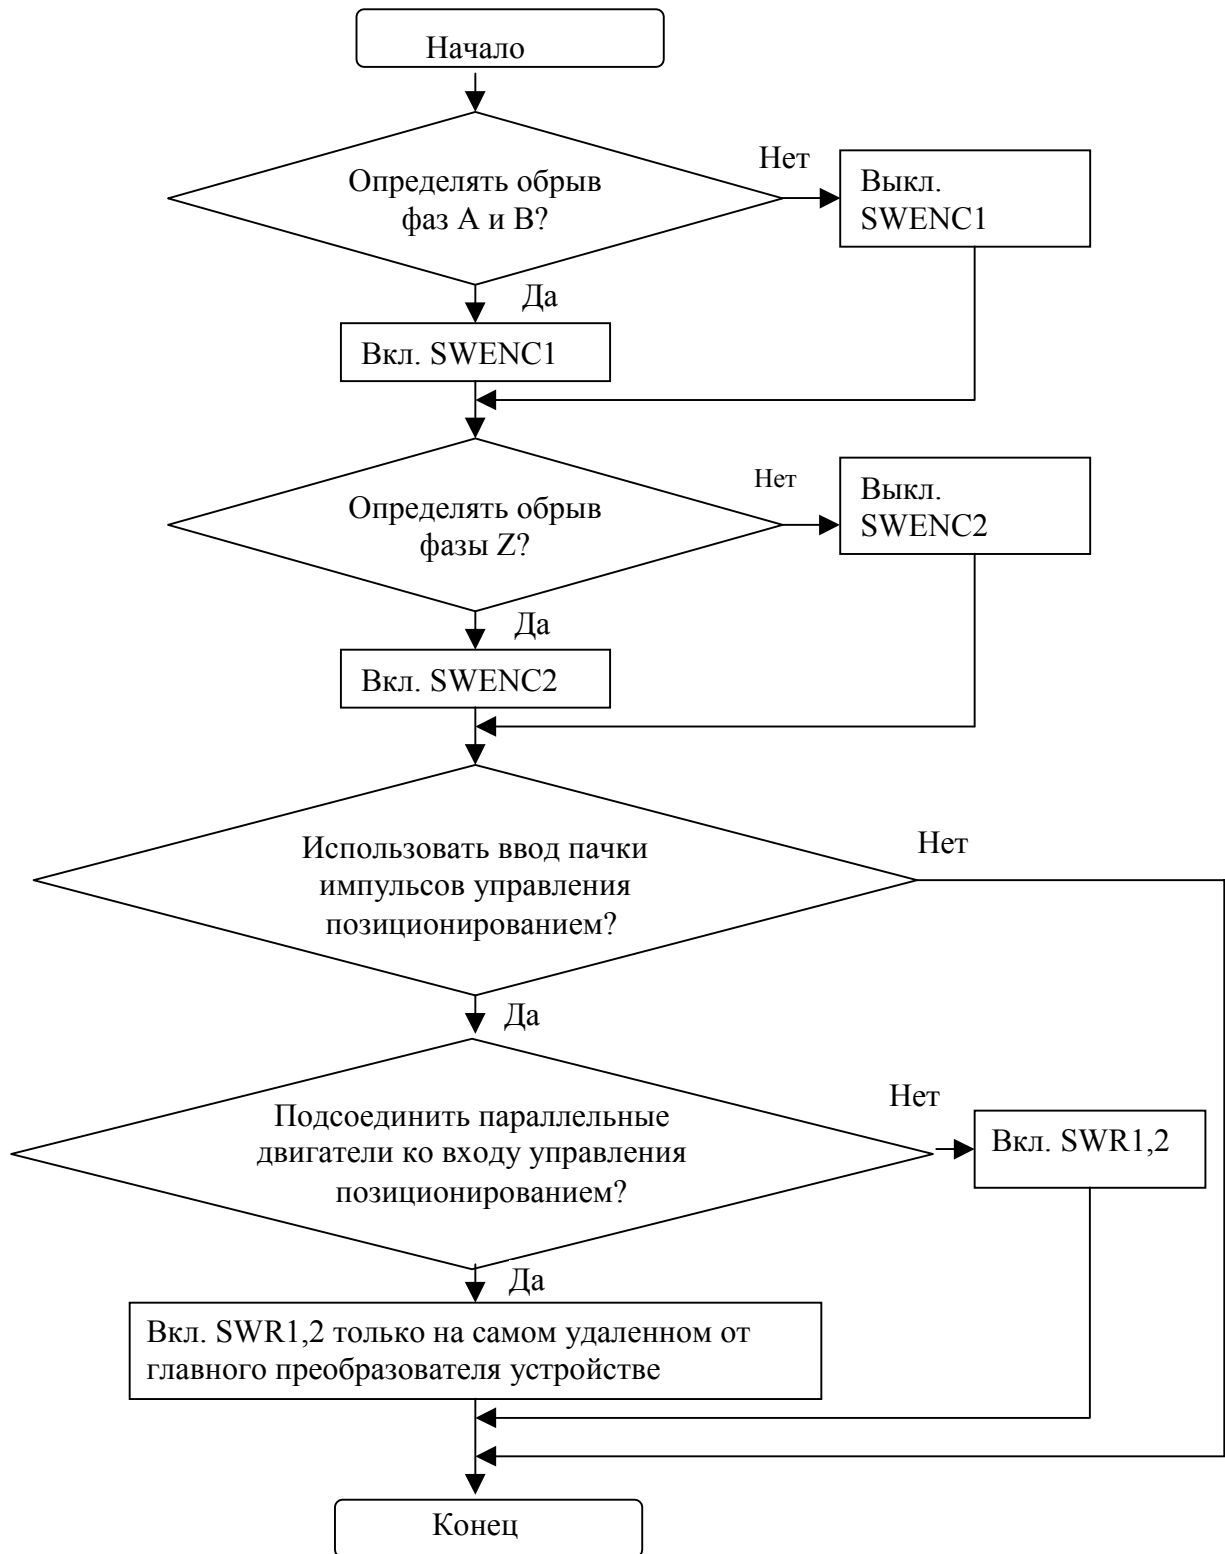 Начало
Определять обрыв
фаз А и В?
Нет
Выкл.
SWENC1
Да
Вкл. SWENC1
Определять обрыв
фазы Z?
Нет
Выкл.
SWENC2
Да
Вкл. SWENC2
Использовать ввод пачки
импульсов управления
позиционированием?
Нет
Да
Подсоединить параллельные
двигатели ко входу управления
позиционированием?
Нет
Вкл. SWR1,2
Да
Вкл. SWR1,2 только на самом удаленном от
главного преобразователя устройстве
Конец